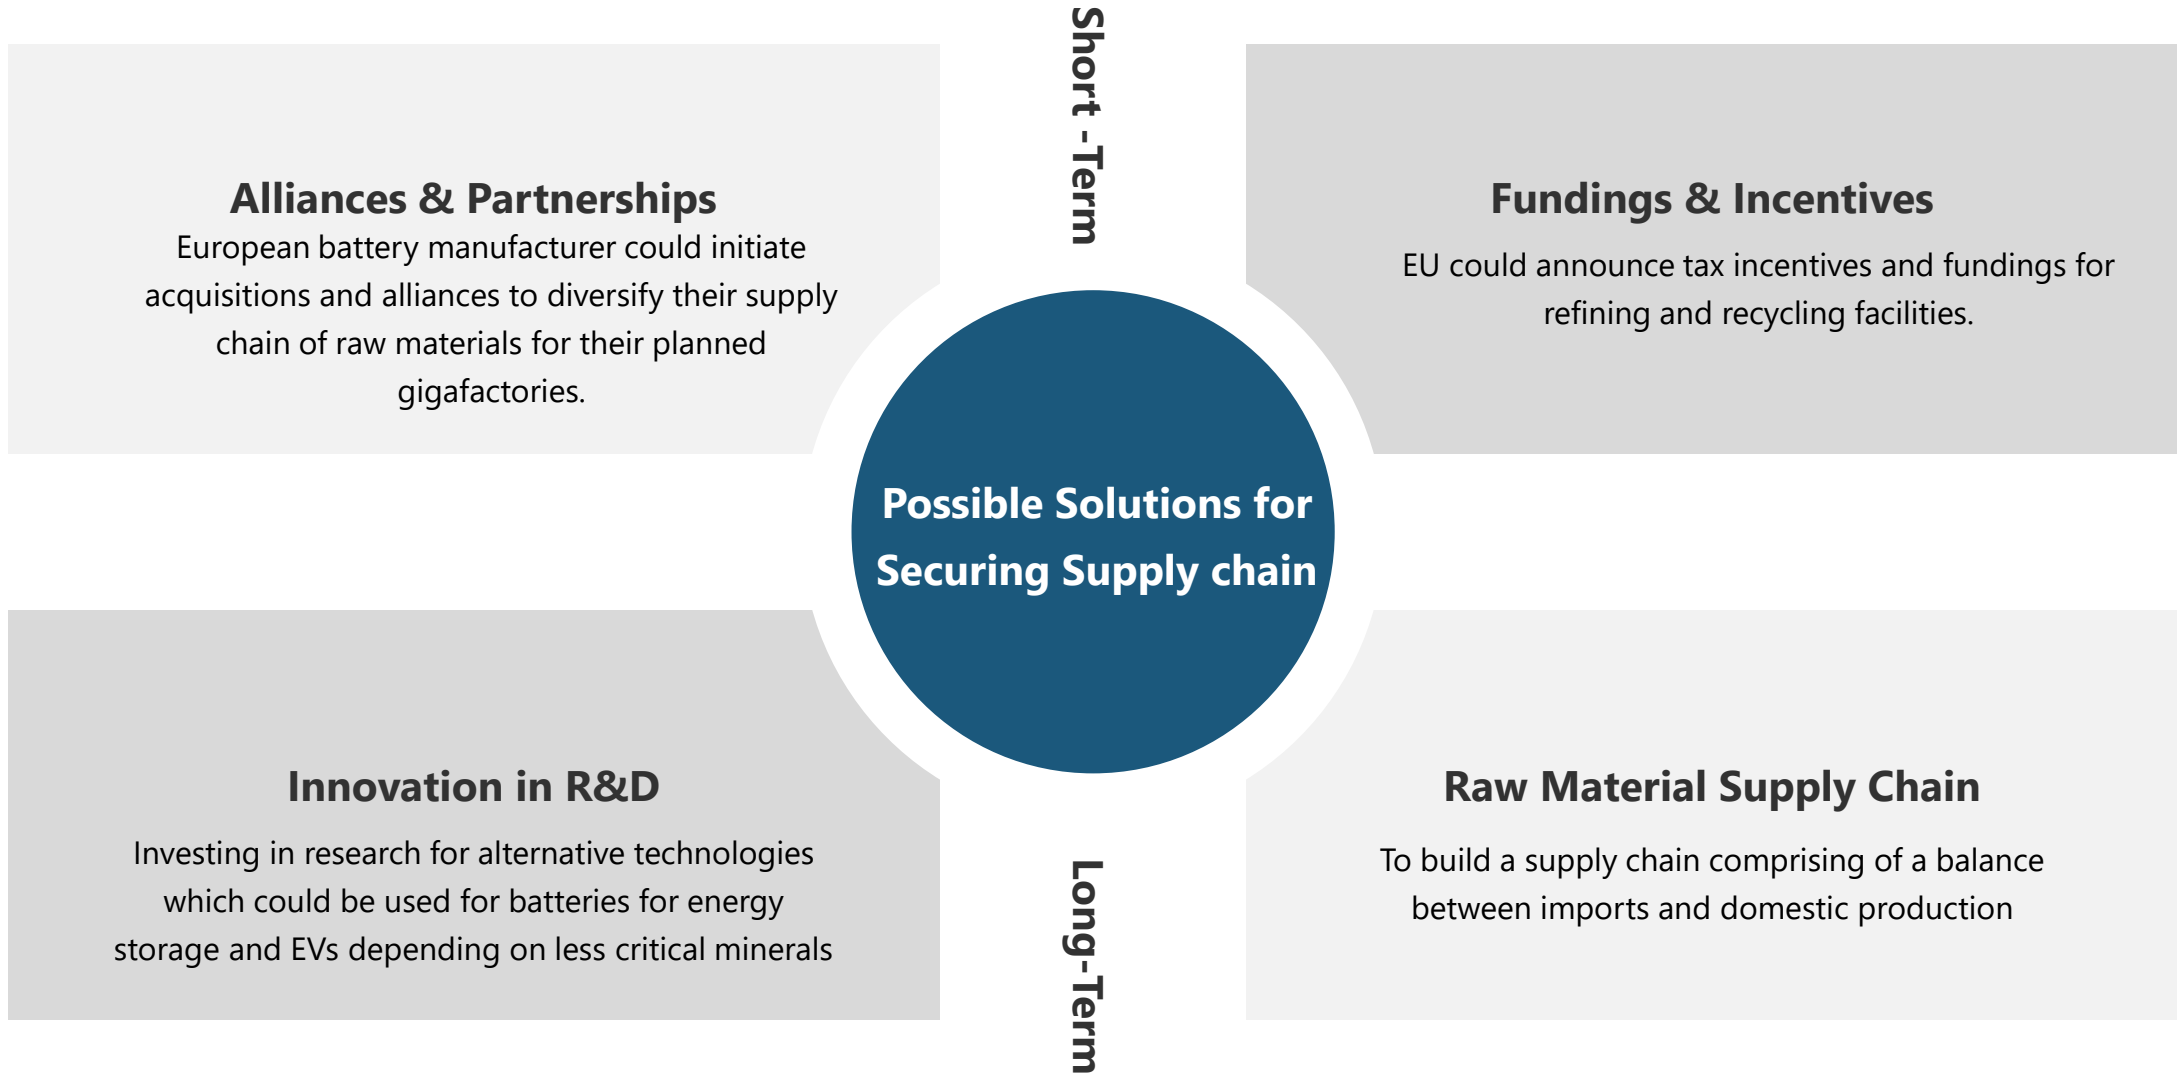 Short -Term
Alliances & Partnerships
European battery manufacturer could initiate
acquisitions and alliances to diversify their supply
chain of raw materials for their planned
gigafactories.
Fundings & Incentives
EU could announce tax incentives and fundings for
refining and recycling facilities.
Possible Solutions for
Securing Supply chain
Innovation in R&D
Investing in research for alternative technologies
which could be used for batteries for energy
storage and EVs depending on less critical minerals
Raw Material Supply Chain
To build a supply chain comprising of a balance
between imports and domestic production
Long-Term